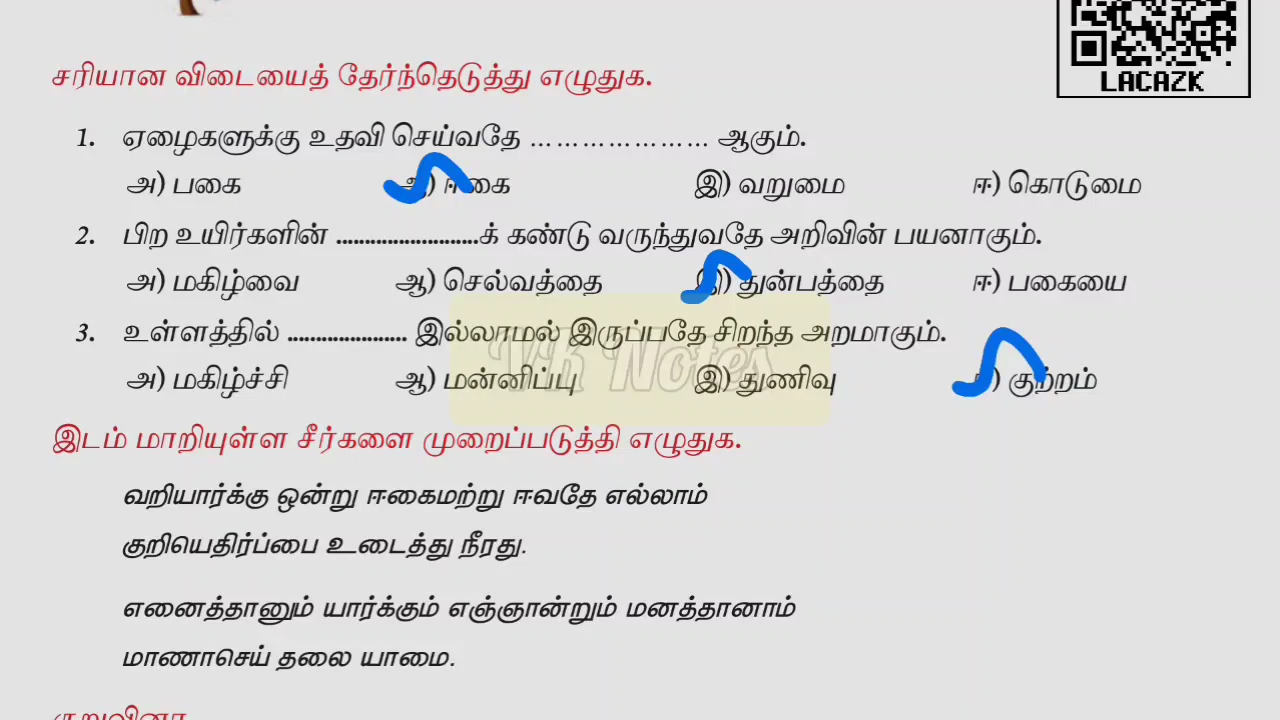 LACAZK
சரியான விடையைத் தேர்ந்தெடுத்து எழுதுக.
1. ஏழைகளுக்கு உதவி செய்வதே ..................... ஆகும்.
அ) பகை ஆ) ஈகை இ) வறுமை ஈ) கொடுமை
2. பிற உயிர்களின் .........................க் கண்டு வருந்துவதே அறிவின் பயனாகும்.
அ) மகிழ்வை ஆ) செல்வத்தை இ) துன்பத்தை ஈ) பகையை
3. உள்ளத்தில் ..................... இல்லாமல் இருப்பதே சிறந்த அறமாகும்.
அ) மகிழ்ச்சி ஆ) மன்னிப்பு இ) துணிவு ஈ) குற்றம்
VK Notes
இடம் மாறியுள்ள சீர்களை முறைப்படுத்தி எழுதுக.
வறியார்க்கு ஒன்று ஈகைமற்று ஈவதே எல்லாம்
குறியெதிர்ப்பை உடைத்து நீரது.
எனைத்தானும் யார்க்கும் எஞ்ஞான்றும் மனத்தானாம்
மாணாசெய் தலை யாமை.
குறுவினா